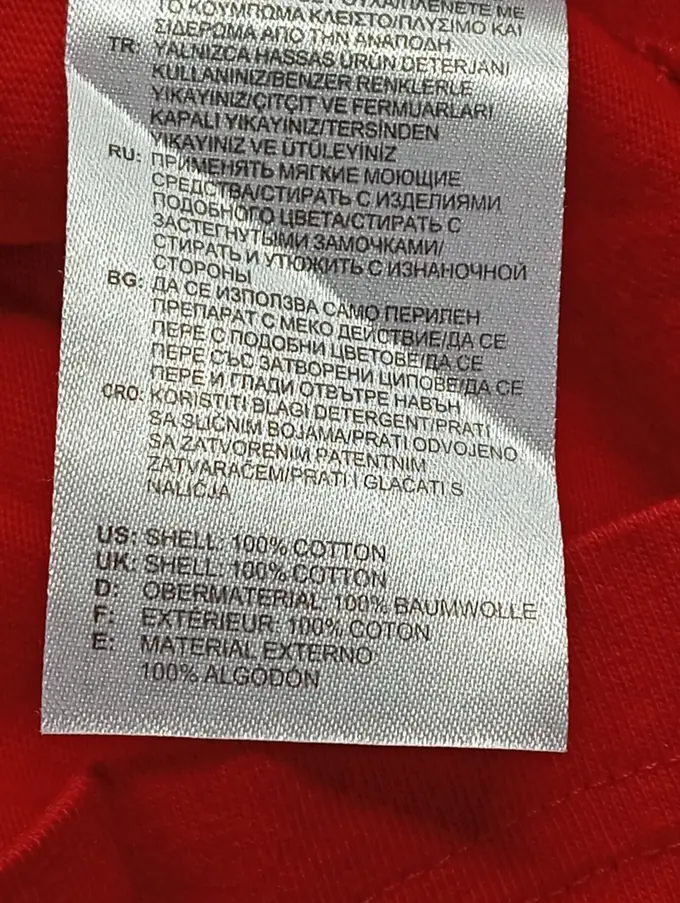 ΤΟ ΚΟΥΜΠΩΜΑ ΚΛΕΙΣΤΟ/ΠΛΥΣΙΜΟ ΚΑΙ
ΣΙΔΕΡΩΜΑ ΑΠΟ ΤΗΝ ΑΝΑΠΟΔΗ
TR: YALNIZCA HASSAS ÜRÜN DETERJANI
KULLANINIZ/BENZER RENKLERLE
YIKAYINIZ/ÇITÇIT VE FERMUARLARI
KAPALI YIKAYINIZ/TERSİNDEN
YIKAYINIZ VE ÜTÜLEYİNİZ
RU: ПРИМЕНЯТЬ МЯГКИЕ МОЮЩИЕ
СРЕДСТВА/СТИРАТЬ С ИЗДЕЛИЯМИ
ПОДОБНОГО ЦВЕТА/СТИРАТЬ С
ЗАСТЕГНУТЫМИ ЗАМОЧКАМИ/
СТИРАТЬ И УТЮЖИТЬ С ИЗНАНОЧНОЙ
СТОРОНЫ
BG: ДА СЕ ИЗПОЛЗВА САМО ПЕРИЛЕН
ПРЕПАРАТ С МЕКО ДЕЙСТВИЕ/ДА СЕ
ПЕРЕ С ПОДОБНИ ЦВЕТОВЕ/ДА СЕ
ПЕРЕ СЪС ЗАТВОРЕНИ ЦИПОВЕ/ДА СЕ
ПЕРЕ И ГЛАДИ ОТВЪТРЕ НАВЪН
CRO: KORISTITI BLAGI DETERGENT/PRATI
SA SLIČNIM BOJAMA/PRATI ODVOJENO
SA ZATVORENIM PATENTNIM
ZATVARAČEM/PRATI I GLAČATI S
NALIČJA
US: SHELL: 100% COTTON
UK: SHELL: 100% COTTON
D: OBERMATERIAL: 100% BAUMWOLLE
F: EXTÉRIEUR: 100% COTON
E: MATERIAL EXTERNO
100% ALGODÓN